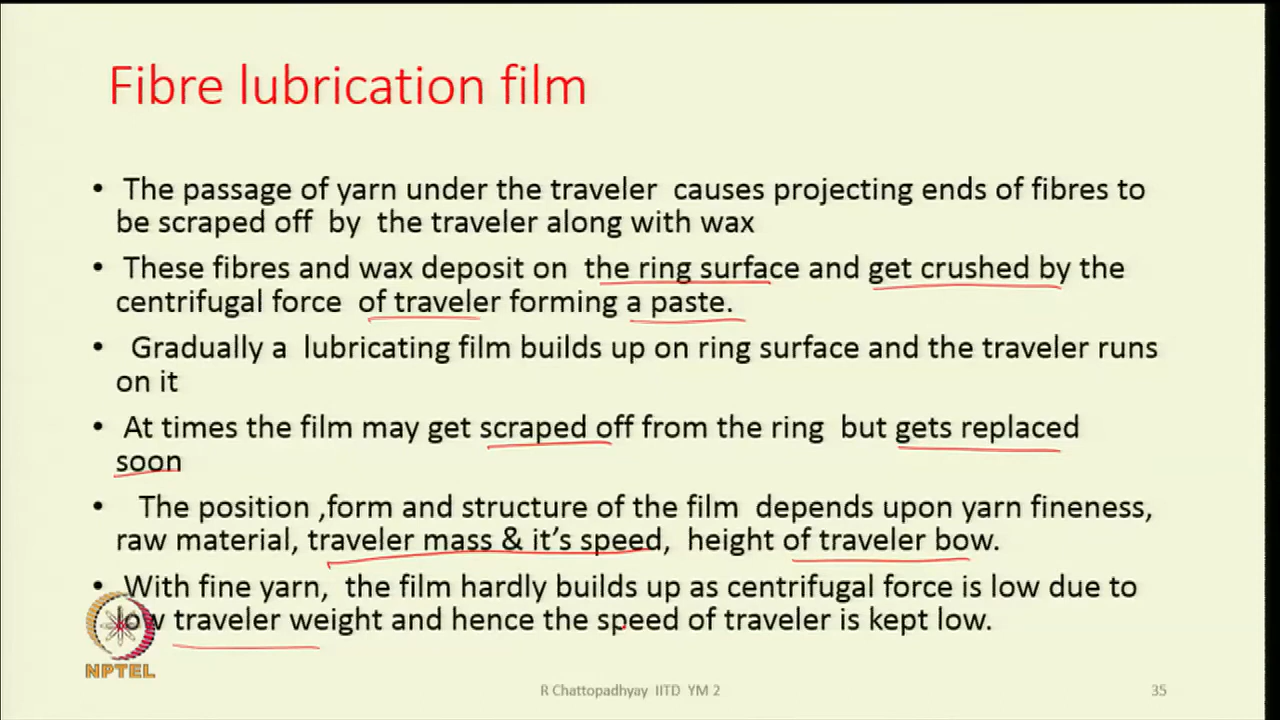 Fibre lubrication film
• The passage of yarn under the traveler causes projecting ends of fibres to
be scraped off by the traveler along with wax
• These fibres and wax deposit on the ring surface and get crushed by the
centrifugal force of traveler forming a paste.
• Gradually a lubricating film builds up on ring surface and the traveler runs
on it
• At times the film may get scraped off from the ring but gets replaced
soon
• The position ,form and structure of the film depends upon yarn fineness,
raw material, traveler mass & it's speed, height of traveler bow.
• With fine yarn, the film hardly builds up as centrifugal force is low due to
low traveler weight and hence the speed of traveler is kept low.
NPTEL
R Chattopadhyay IITD YM 2
35